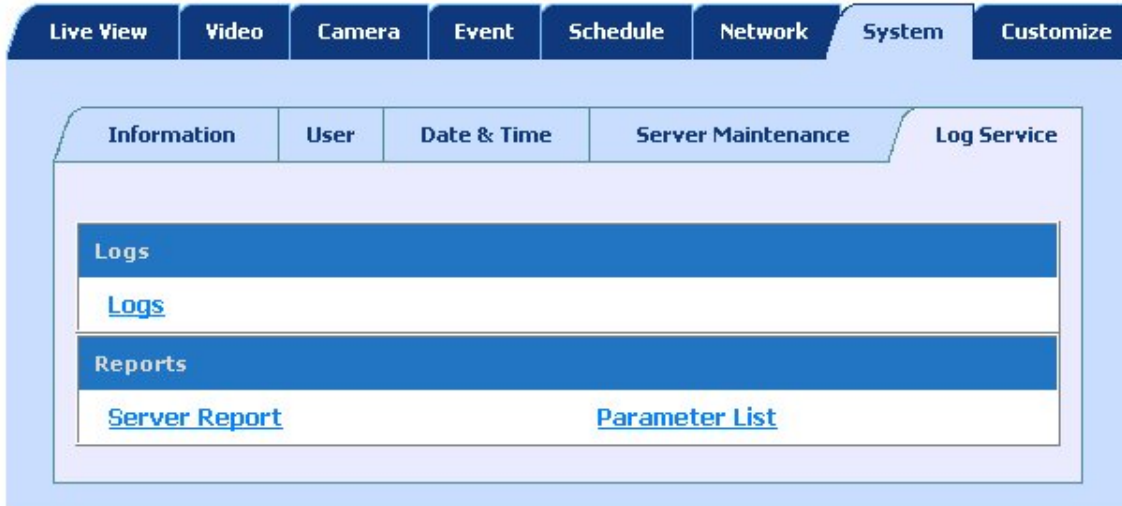 Live View Video Camera Event Schedule Network System Customize
Information User Date & Time Server Maintenance Log Service
Logs
Logs
Reports
Server Report Parameter List